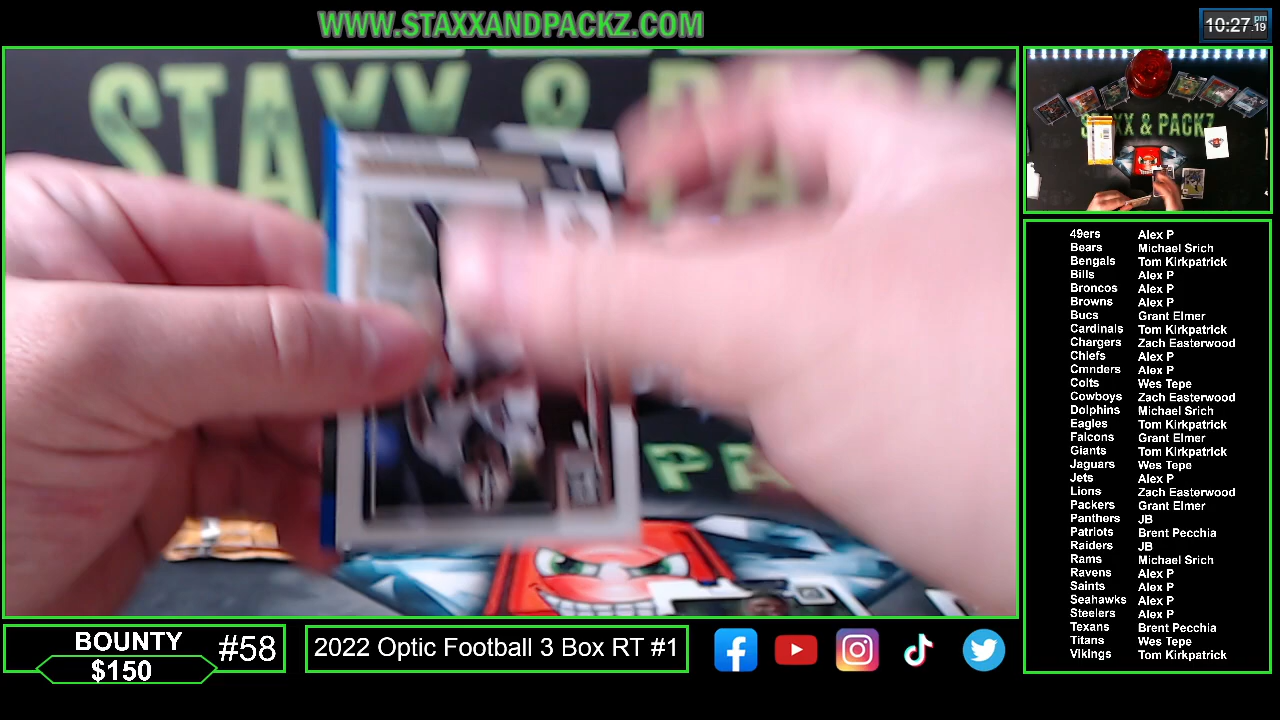 WWW.STAXXANDPACKZ.COM
10:27 pm .19
STAXX & PACK
STAXX & PACKZ
PA
49ers Alex P
Bears Michael Srich
Bengals Tom Kirkpatrick
Bills Alex P
Broncos Alex P
Browns Alex P
Bucs Grant Elmer
Cardinals Tom Kirkpatrick
Chargers Zach Easterwood
Chiefs Alex P
Cmnders Alex P
Colts Wes Tepe
Cowboys Zach Easterwood
Dolphins Michael Srich
Eagles Tom Kirkpatrick
Falcons Grant Elmer
Giants Tom Kirkpatrick
Jaguars Wes Tepe
Jets Alex P
Lions Zach Easterwood
Packers Grant Elmer
Panthers JB
Patriots Brent Pecchia
Raiders JB
Rams Michael Srich
Ravens Alex P
Saints Alex P
Seahawks Alex P
Steelers Alex P
Texans Brent Pecchia
Titans Wes Tepe
Vikings Tom Kirkpatrick
BOUNTY #58
$150
2022 Optic Football 3 Box RT #1